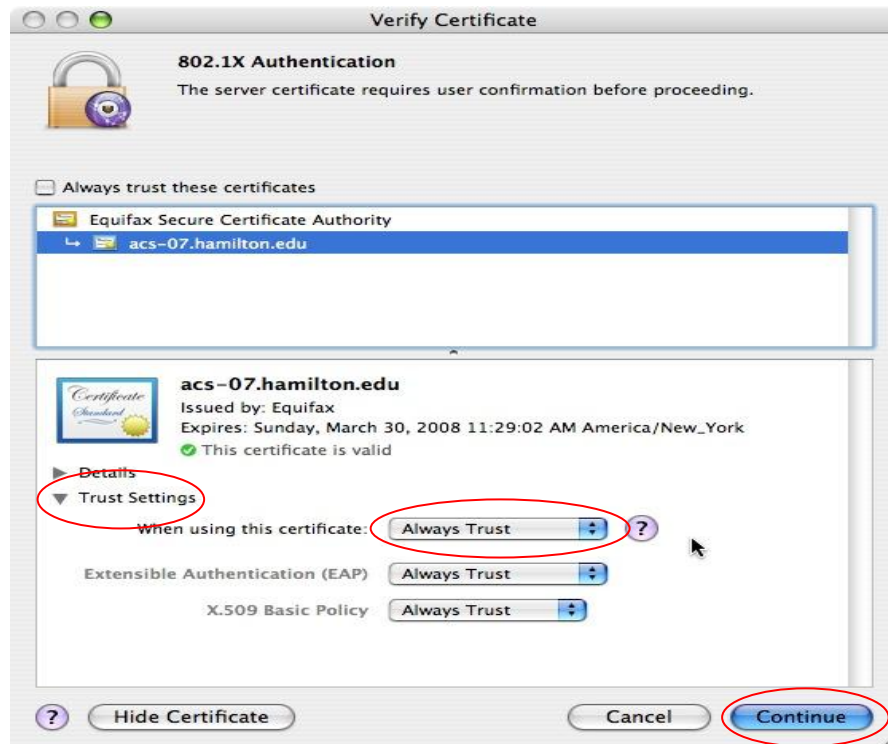 Verify Certificate
802.1X Authentication
The server certificate requires user confirmation before proceeding.
Always trust these certificates
Equifax Secure Certificate Authority
acs-07.hamilton.edu
Certificate
Standard
acs-07.hamilton.edu
Issued by: Equifax
Expires: Sunday, March 30, 2008 11:29:02 AM America/New_York
This certificate is valid
Details
Trust Settings
When using this certificate: Always Trust ?
Extensible Authentication (EAP) Always Trust
X.509 Basic Policy Always Trust
? Hide Certificate Cancel Continue